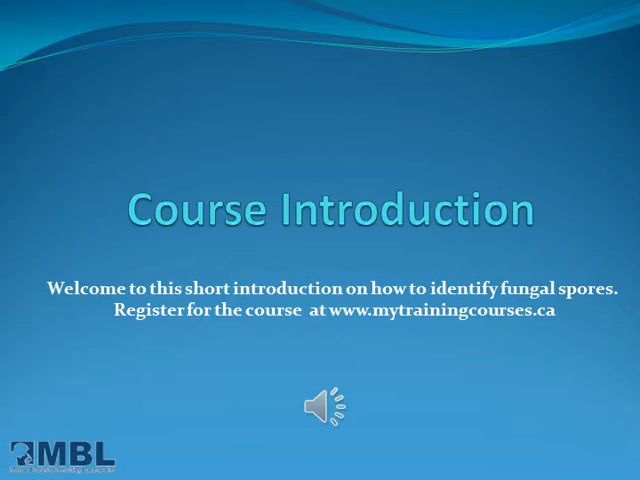 Course Introduction
Welcome to this short introduction on how to identify fungal spores.
Register for the course at www.mytrainingcourses.ca
MBL